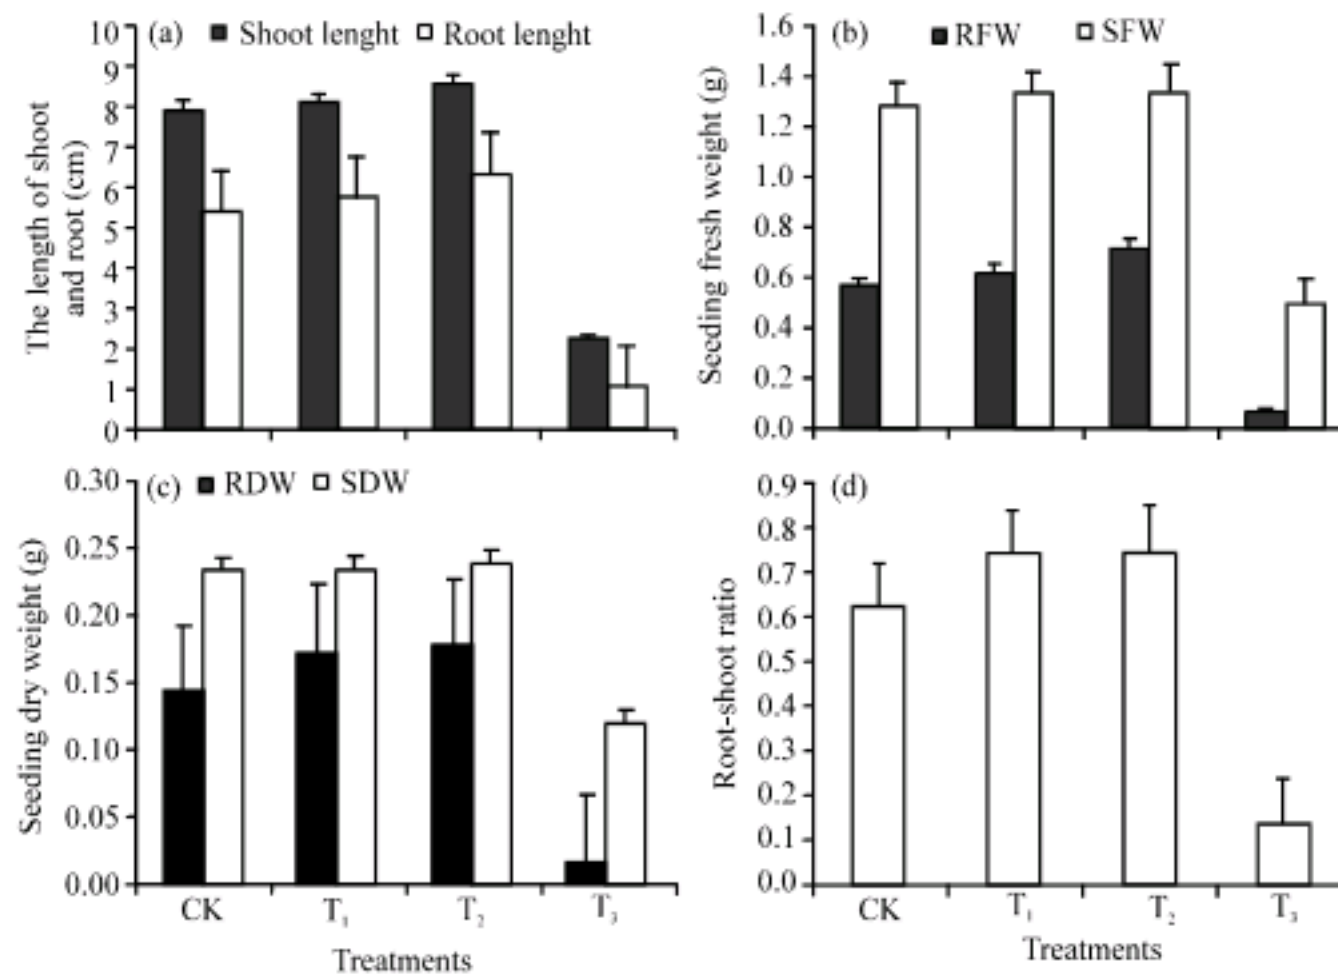 (a) Shoot lenght Root lenght
10
9
8
7
6
5
4
3
2
1
0
The length of shoot
and root (cm)
(b) RFW SFW
1.6
1.4
1.2
1.0
0.8
0.6
0.4
0.2
0.0
Seeding fresh weight (g)
(c) RDW SDW
0.30
0.25
0.20
0.15
0.10
0.05
0.00
Seeding dry weight (g)
CK T₁ T₂ T₃
Treatments
(d)
0.9
0.8
0.7
0.6
0.5
0.4
0.3
0.2
0.1
0.0
Root-shoot ratio
CK T₁ T₂ T₃
Treatments